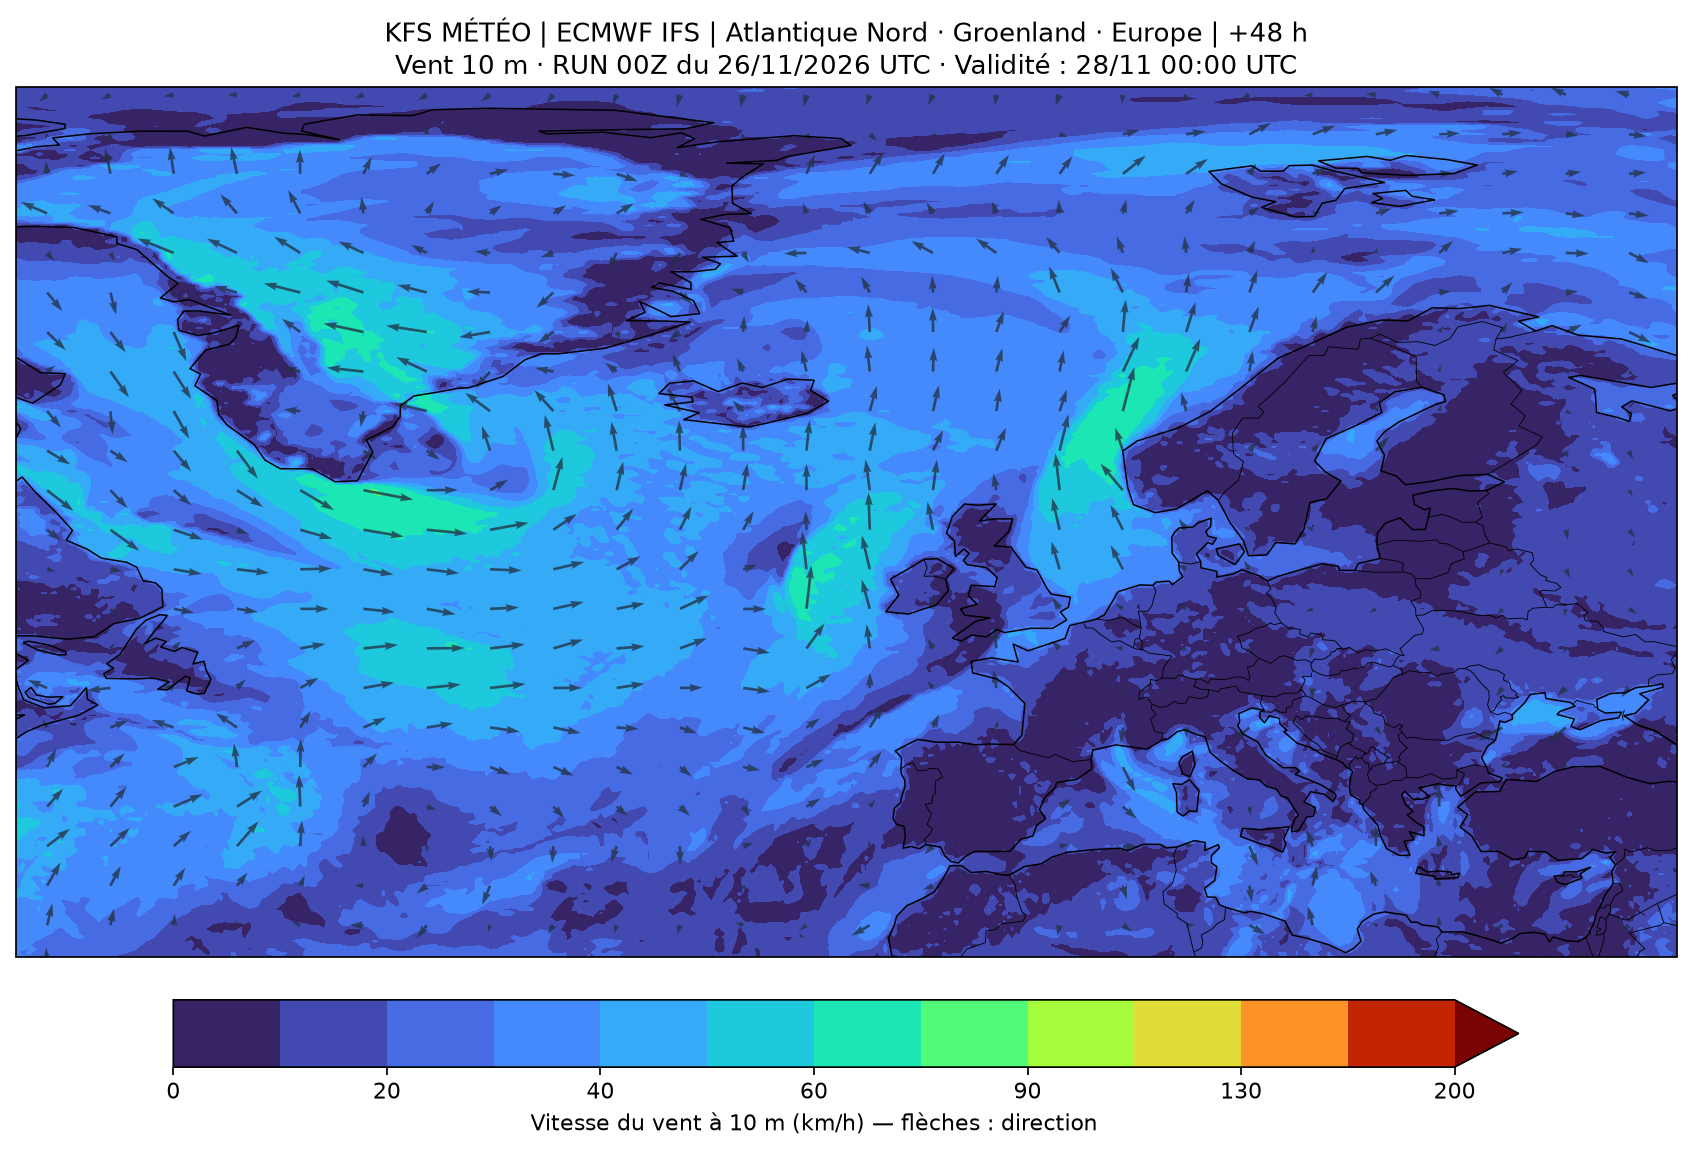 KFS MÉTÉO | ECMWF IFS | Atlantique Nord · Groenland · Europe | +48 h
Vent 10 m · RUN 00Z du 26/11/2026 UTC · Validité : 28/11 00:00 UTC
0 20 40 60 90 130 200
Vitesse du vent à 10 m (km/h) — flèches : direction